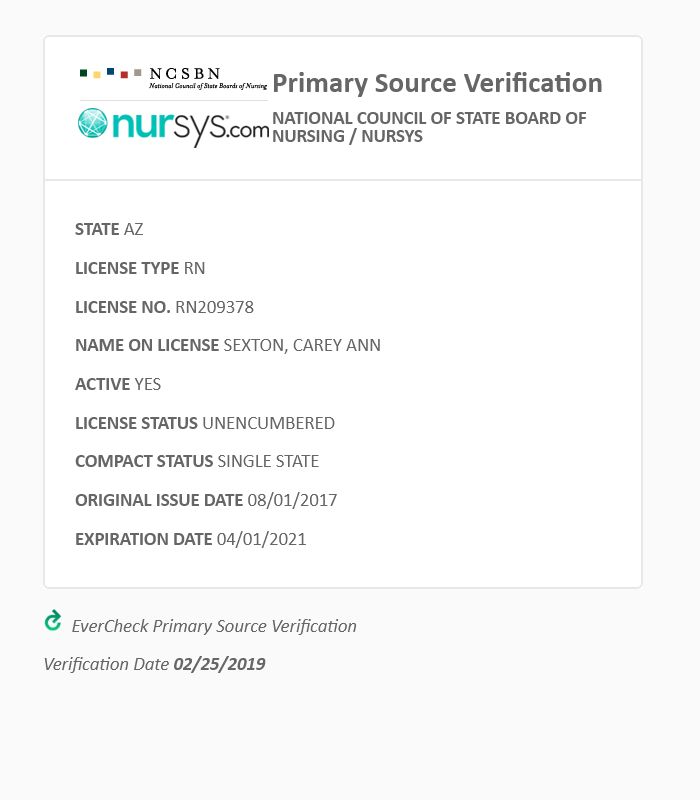 NCSBN
National Council of State Boards of Nursing
nursys.com
Primary Source Verification
NATIONAL COUNCIL OF STATE BOARD OF
NURSING / NURSYS
STATE AZ
LICENSE TYPE RN
LICENSE NO. RN209378
NAME ON LICENSE SEXTON, CAREY ANN
ACTIVE YES
LICENSE STATUS UNENCUMBERED
COMPACT STATUS SINGLE STATE
ORIGINAL ISSUE DATE 08/01/2017
EXPIRATION DATE 04/01/2021
EverCheck Primary Source Verification
Verification Date 02/25/2019